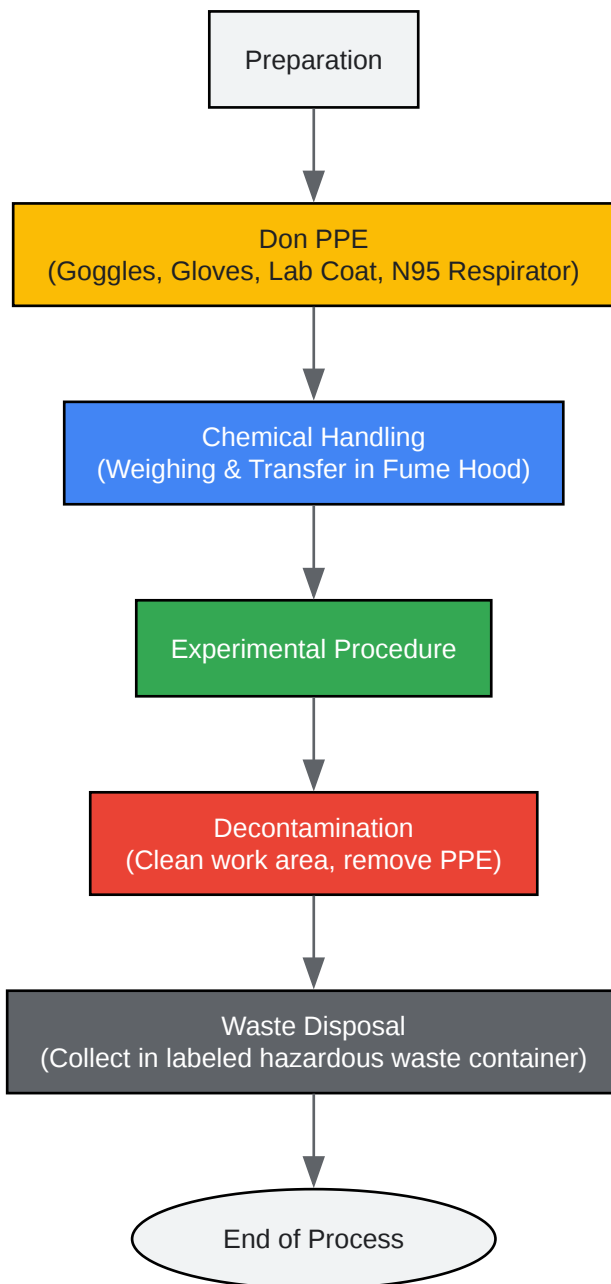 Preparation
Don PPE
(Goggles, Gloves, Lab Coat, N95 Respirator)
Chemical Handling
(Weighing & Transfer in Fume Hood)
Experimental Procedure
Decontamination
(Clean work area, remove PPE)
Waste Disposal
(Collect in labeled hazardous waste container)
End of Process